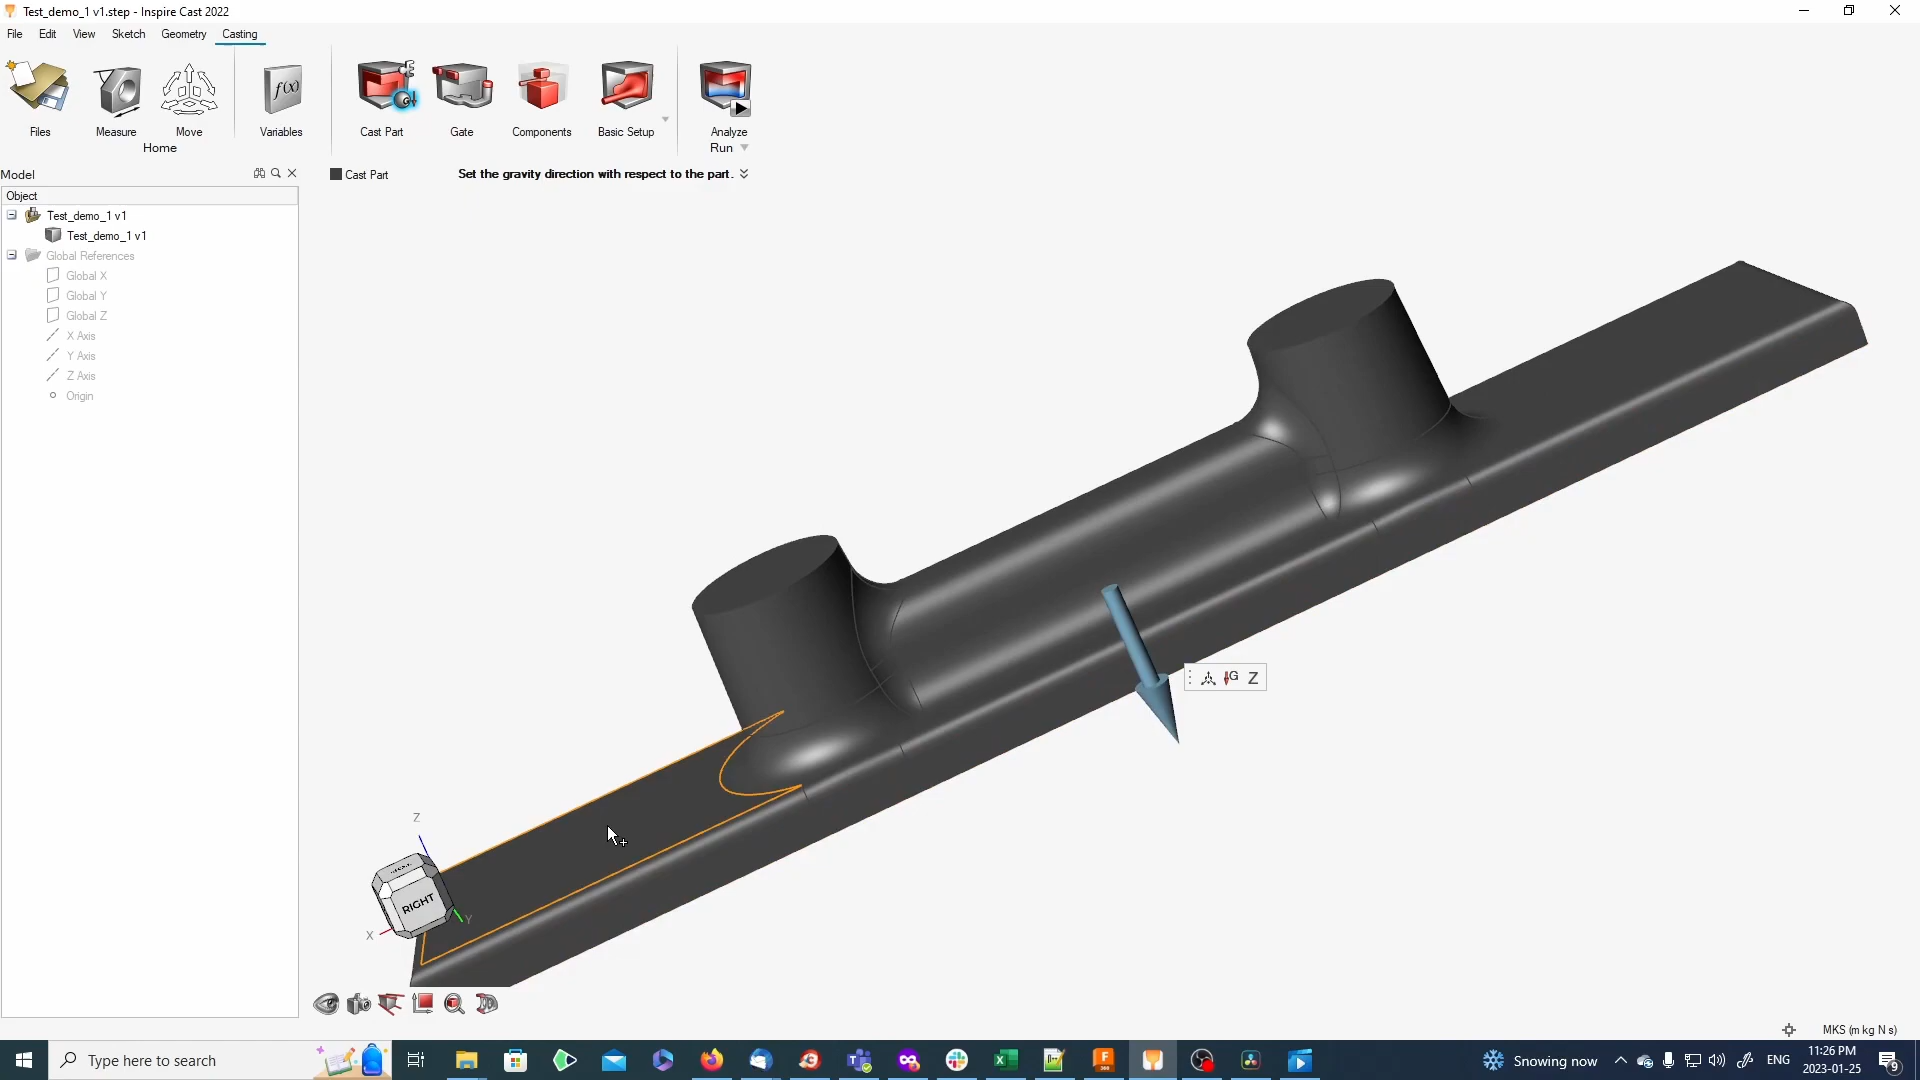 Test_demo_1 v1.step - Inspire Cast 2022
File Edit View Sketch Geometry Casting
f(x)
Files Measure Move Variables Cast Part Gate Components Basic Setup Analyze
Home Run
Model
Cast Part Set the gravity direction with respect to the part.
Object
Test_demo_1 v1
Test_demo_1 v1
Global References
Global X
Global Y
Global Z
X Axis
Y Axis
Z Axis
Origin
G Z
Z
RIGHT
Y
X
MKS (m kg N s)
Type here to search
Snowing now
ENG
11:26 PM
2023-01-25
9